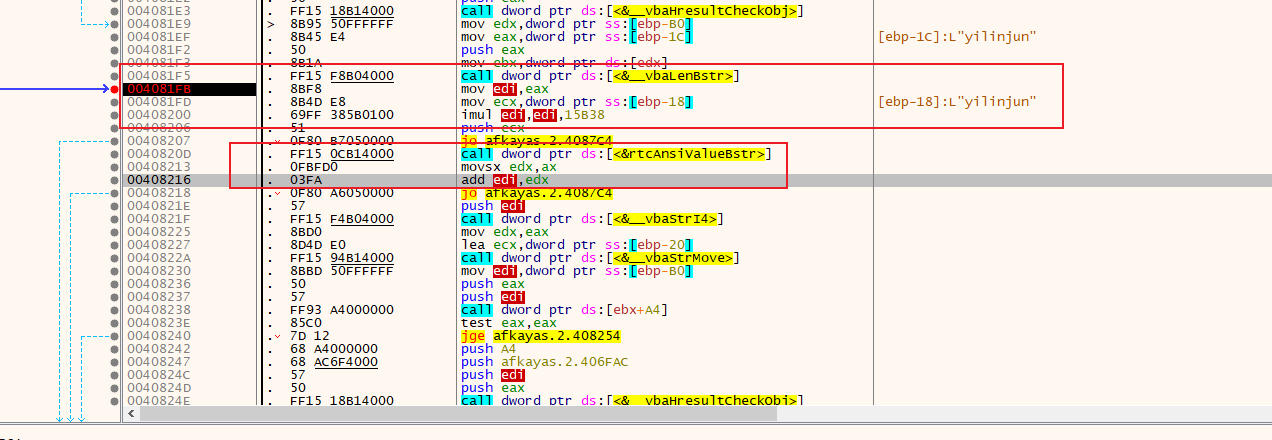 004081E3 . FF15 18B14000 call dword ptr ds:[<&__vbaHresultCheckObj>]
004081E9 > 8B95 50FFFFFF mov edx,dword ptr ss:[ebp-B0]
004081EF . 8B45 E4 mov eax,dword ptr ss:[ebp-1C] [ebp-1C]:L"yilinjun"
004081F2 . 50 push eax
004081F3 . 8B1A mov ebx,dword ptr ds:[edx]
004081F5 . FF15 F8B04000 call dword ptr ds:[<&__vbaLenBstr>]
004081FB . 8BF8 mov edi,eax
004081FD . 8B4D E8 mov ecx,dword ptr ss:[ebp-18] [ebp-18]:L"yilinjun"
00408200 . 69FF 385B0100 imul edi,edi,15B38
00408206 . 51 push ecx
00408207 . 0F80 B7050000 jo afkayas.2.4087C4
0040820D . FF15 0CB14000 call dword ptr ds:[<&rtcAnsiValueBstr>]
00408213 . 0FBFD0 movsx edx,ax
00408216 . 03FA add edi,edx
00408218 . 0F80 A6050000 jo afkayas.2.4087C4
0040821E . 57 push edi
0040821F . FF15 F4B04000 call dword ptr ds:[<&__vbaStrI4>]
00408225 . 8BD0 mov edx,eax
00408227 . 8D4D E0 lea ecx,dword ptr ss:[ebp-20]
0040822A . FF15 94B14000 call dword ptr ds:[<&__vbaStrMove>]
00408230 . 8BBD 50FFFFFF mov edi,dword ptr ss:[ebp-B0]
00408236 . 50 push eax
00408237 . 57 push edi
00408238 . FF93 A4000000 call dword ptr ds:[ebx+A4]
0040823E . 85C0 test eax,eax
00408240 . 7D 12 jge afkayas.2.408254
00408242 . 68 A4000000 push A4
00408247 . 68 AC6F4000 push afkayas.2.406FAC
0040824C . 57 push edi
0040824D . 50 push eax
0040824E . FF15 18B14000 call dword ptr ds:[<&__vbaHresultCheckObj>]